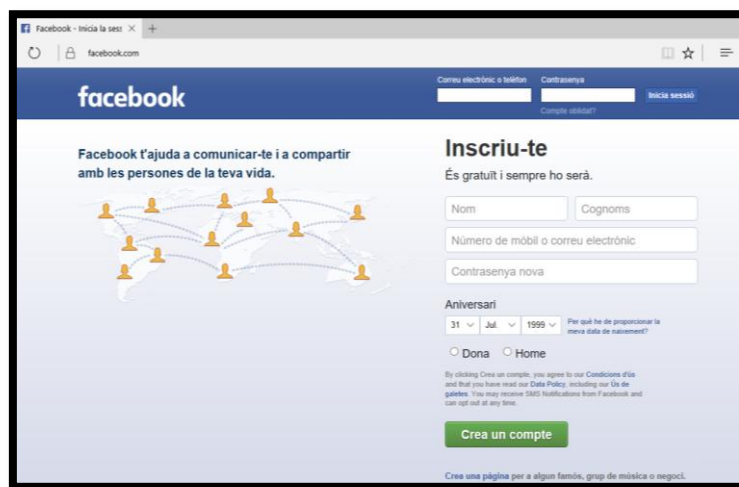 Facebook - Inicia la sess
facebook.com
facebook
Correu electrònic o telèfon
Contrasenya
Inicia sessió
Compte oblidat?
Facebook t'ajuda a comunicar-te i a compartir
amb les persones de la teva vida.
Inscriu-te
És gratuït i sempre ho serà.
Nom
Cognoms
Número de mòbil o correu electrònic
Contrasenya nova
Aniversari
31 Jul. 1999
Per què he de proporcionar la
meva data de naixement?
Dona Home
By clicking Crea un compte, you agree to our Condicions d'ús
and that you have read our Data Policy, including our Ús de
galetes. You may receive SMS Notifications from Facebook and
can opt out at any time.
Crea un compte
Crea una pàgina per a algun famós, grup de música o negoci.